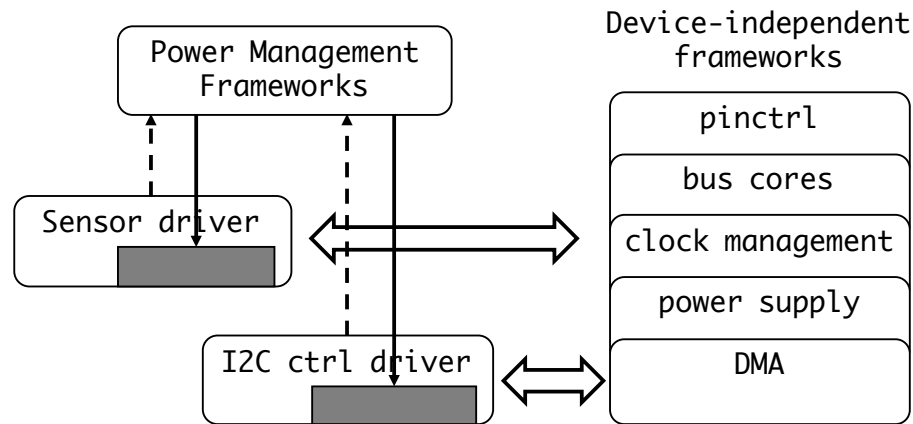 Power Management
Frameworks
Device-independent
frameworks
pinctrl
bus cores
Sensor driver
clock management
power supply
I2C ctrl driver
DMA